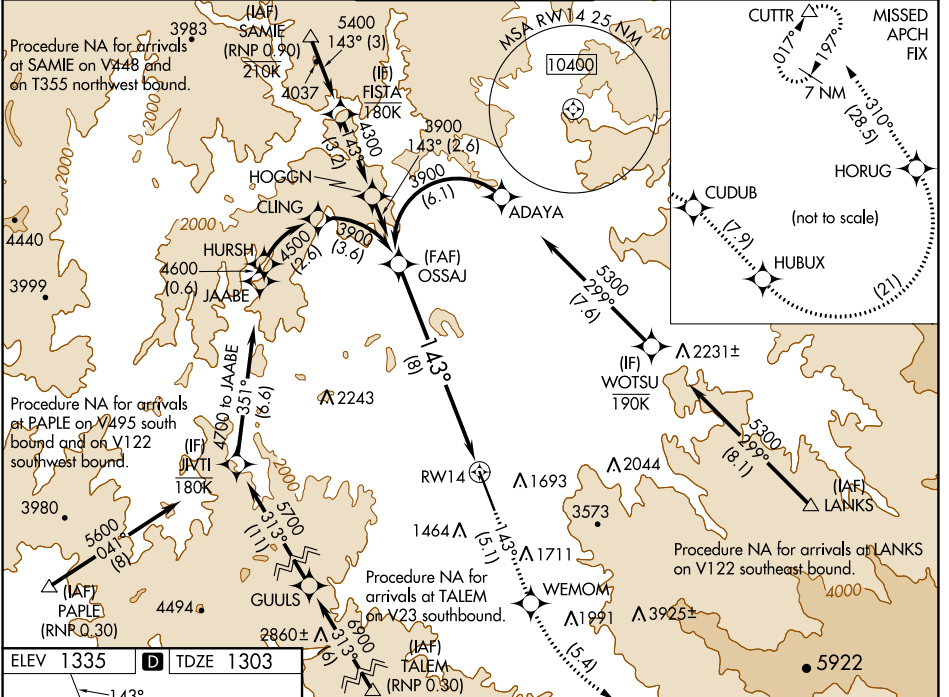 (IAF)
SAMIE
(RNP 0.90)
210K
3983
Procedure NA for arrivals
at SAMIE on V448 and
on T355 northwest bound.
5400
143° (3)
4037
(IF)
FISTA
180K
2000
2000
4300
143°
(3.2)
3900
143° (2.6)
3900
(6.1)
HOGGN
ADAYA
CLING
2000
3900
(3.6)
4500
(2.6)
HURSH
4600
(0.6)
JAABE
4440
3999
(FAF)
OSSAJ
MSA RW14 25 NM
10400
CUTTR
017°
197°
7 NM
MISSED
APCH
FIX
310°
(28.5)
HORUG
CUDUB
(not to scale)
(7.9)
HUBUX
(21)
5300
299°
(7.6)
2231±
(IF)
WOTSU
190K
143°
(8)
2243
4700 to JAABE
351°
(6.6)
Procedure NA for arrivals
at PAPLE on V495 south
bound and on V122
southwest bound.
(IF)
JIVTI
180K
2000
5300
299°
(8.1)
(IAF)
LANKS
RW14
1693
2044
3573
3980
5600
041°
(8)
5700
313°
(11)
1464
143°
(5.1)
1711
Procedure NA for arrivals at LANKS
on V122 southeast bound.
4000
(IAF)
PAPLE
(RNP 0.30)
4494
GUULS
Procedure NA for
arrivals at TALEM
on V23 southbound.
WEMOM
1991
3925±
2860±
6900
313°
(6)
(IAF)
TALEM
(RNP 0.30)
(5.4)
5922
ELEV 1335 D TDZE 1303
143°